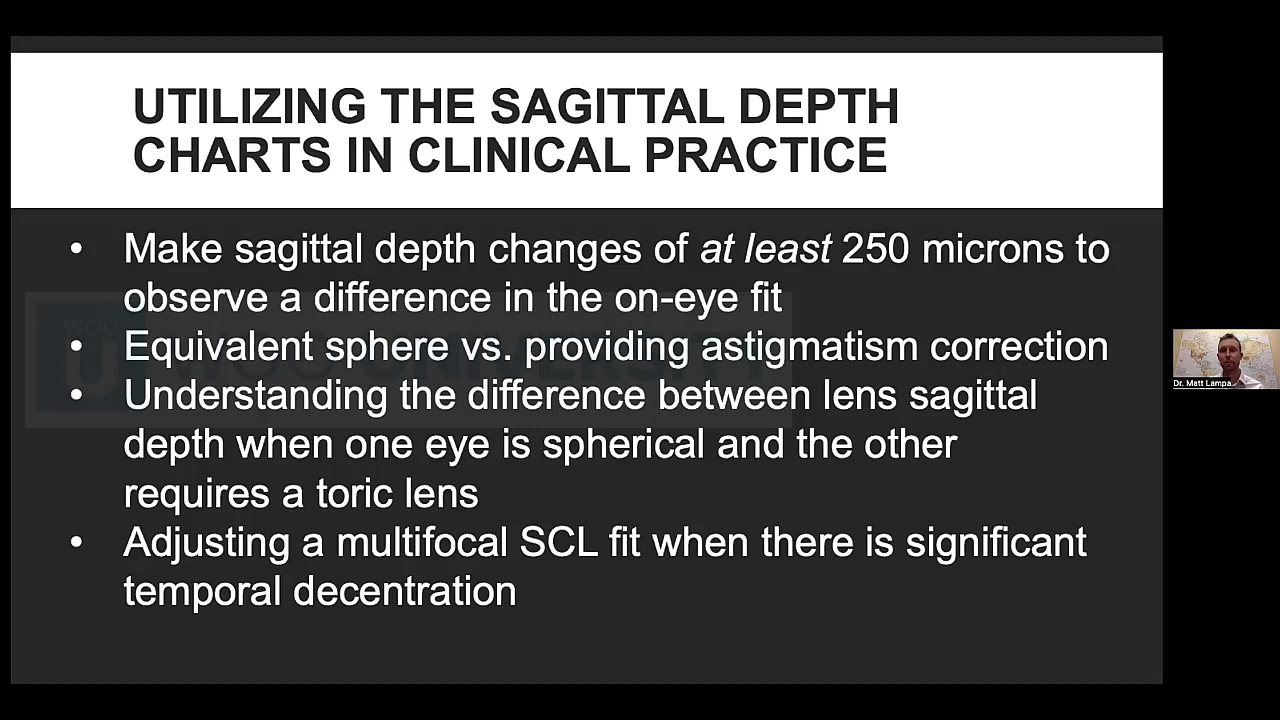 UTILIZING THE SAGITTAL DEPTH
CHARTS IN CLINICAL PRACTICE
• Make sagittal depth changes of at least 250 microns to
observe a difference in the on-eye fit
• Equivalent sphere vs. providing astigmatism correction
• Understanding the difference between lens sagittal
depth when one eye is spherical and the other
requires a toric lens
• Adjusting a multifocal SCL fit when there is significant
temporal decentration
WOO
U
WOO UNIVERSITY
Dr. Matt Lampa